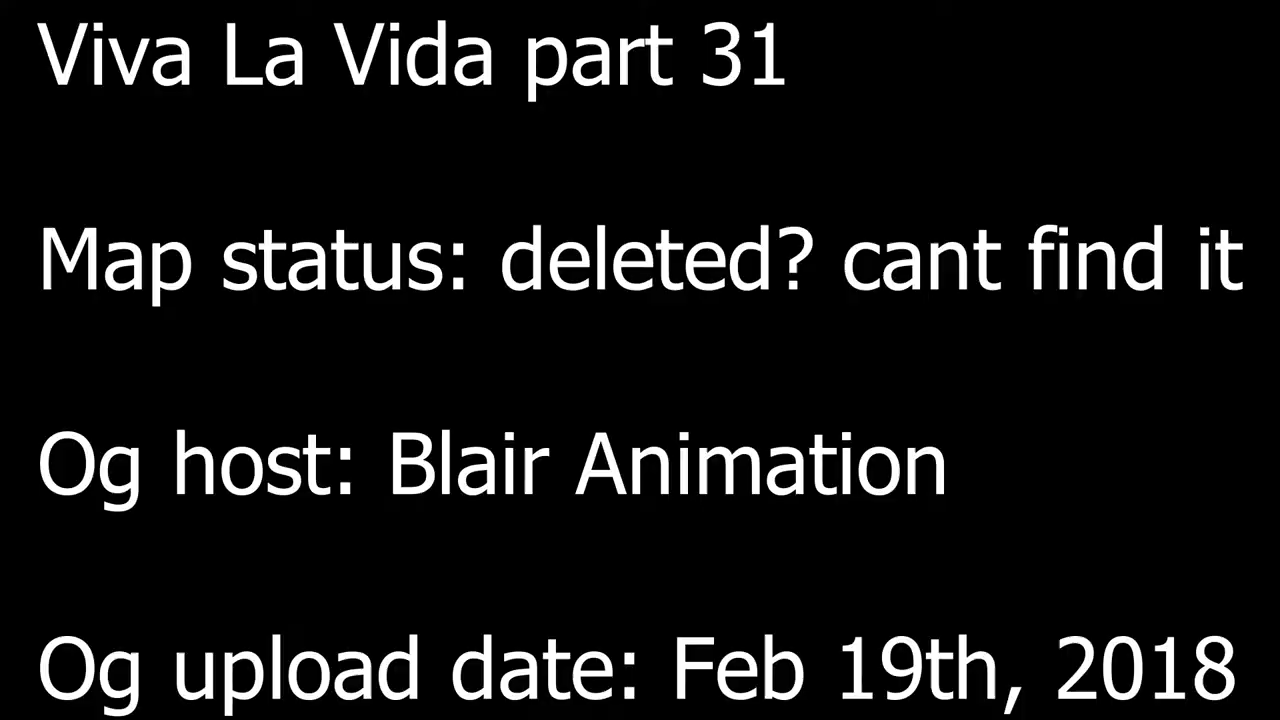 Viva La Vida part 31
Map status: deleted? cant find it
Og host: Blair Animation
Og upload date: Feb 19th, 2018